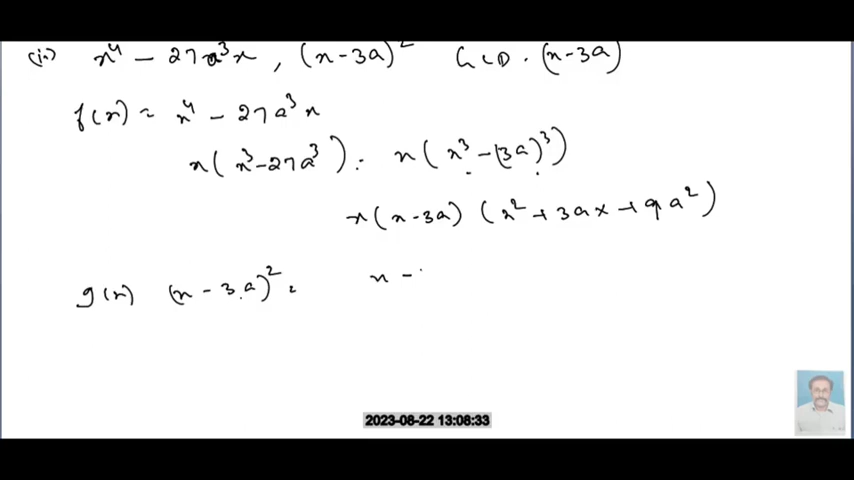 (ii) x⁴ - 27a³x , (x-3a)² GCD. (x-3a)
f(x) = x⁴ - 27a³x
x(x³-27a³) : x(x³-(3a)³)
x(x-3a) (x²+3ax+9a²)
g(x) (x-3a)² = x -
2023-08-22 13:08:33